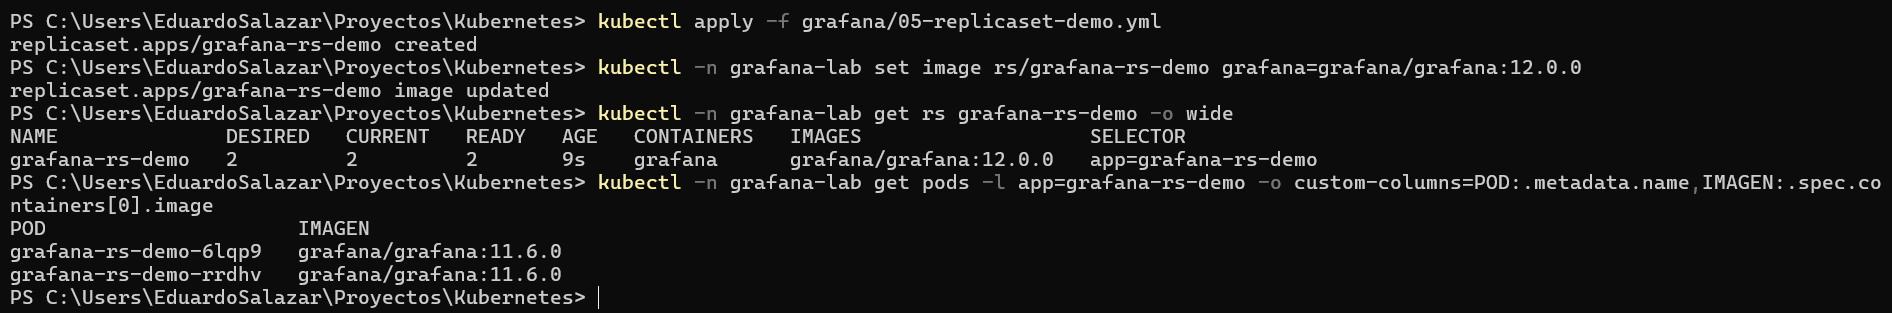 PS C:\Users\EduardoSalazar\Proyectos\Kubernetes> kubectl apply -f grafana/05-replicaset-demo.yml
replicaset.apps/grafana-rs-demo created
PS C:\Users\EduardoSalazar\Proyectos\Kubernetes> kubectl -n grafana-lab set image rs/grafana-rs-demo grafana=grafana/grafana:12.0.0
replicaset.apps/grafana-rs-demo image updated
PS C:\Users\EduardoSalazar\Proyectos\Kubernetes> kubectl -n grafana-lab get rs grafana-rs-demo -o wide
NAME              DESIRED   CURRENT   READY   AGE   CONTAINERS   IMAGES                   SELECTOR
grafana-rs-demo   2         2         2       9s    grafana      grafana/grafana:12.0.0   app=grafana-rs-demo
PS C:\Users\EduardoSalazar\Proyectos\Kubernetes> kubectl -n grafana-lab get pods -l app=grafana-rs-demo -o custom-columns=POD:.metadata.name,IMAGEN:.spec.co
ntainers[0].image
POD                     IMAGEN
grafana-rs-demo-6lqp9   grafana/grafana:11.6.0
grafana-rs-demo-rrdhv   grafana/grafana:11.6.0
PS C:\Users\EduardoSalazar\Proyectos\Kubernetes>